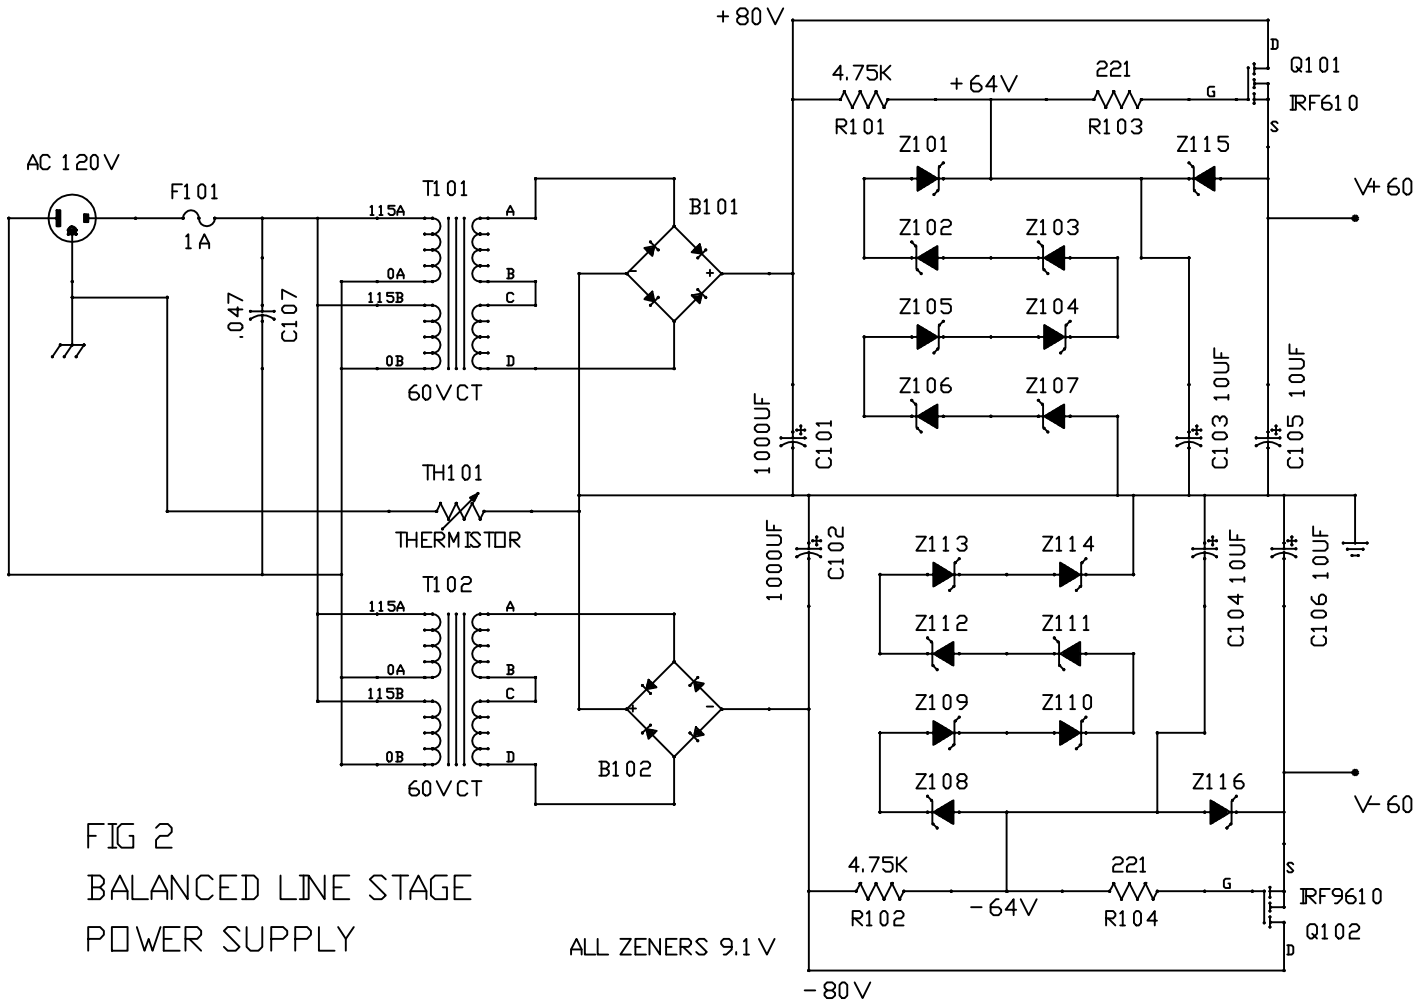 +80V
D
Q101
4.75K
+64V
221
G
IRF610
R101
R103
S
AC 120V
F101
T101
Z101
Z115
V+60
1A
115A
A
B101
Z102
Z103
0A
B
- +
115B
C
.047
C107
Z105
Z104
0B
D
60VCT
Z106
Z107
1000UF
C101
C103 10UF
C105 10UF
TH101
THERMISTOR
1000UF
C102
Z113
Z114
C104 10UF
C106 10UF
T102
115A
A
Z112
Z111
0A
B
115B
C
+ -
Z109
Z110
0B
D
B102
60VCT
Z108
Z116
V-60
FIG 2
BALANCED LINE STAGE
POWER SUPPLY
4.75K
221
G
S
IRF9610
R102
-64V
R104
Q102
ALL ZENERS 9.1V
D
-80V